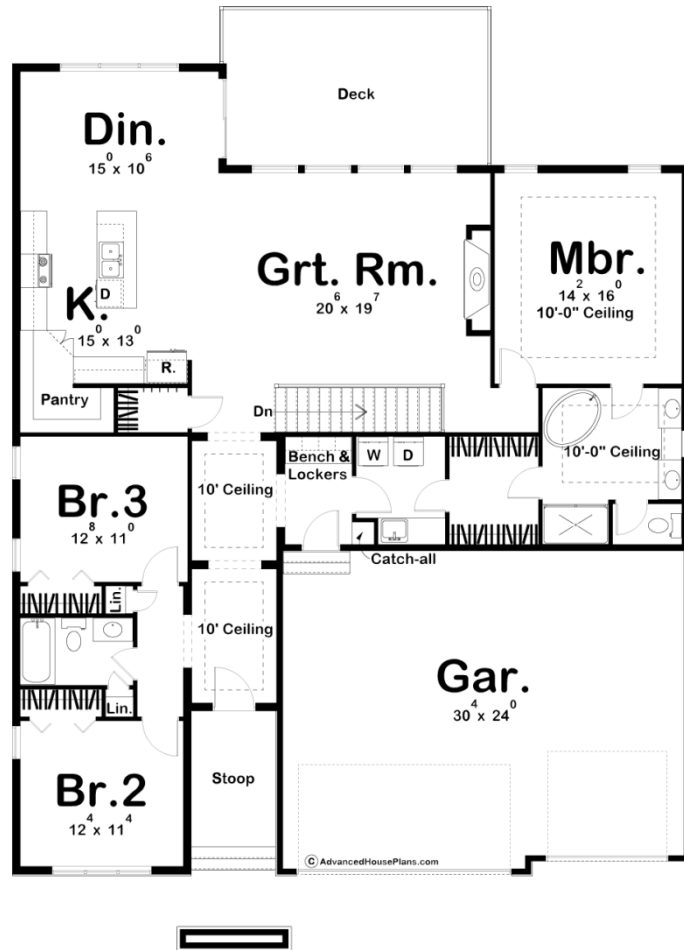 Deck
Din.
15⁰ x 10⁶
Grt. Rm.
20⁶ x 19⁷
Mbr.
14² x 16⁰
10'-0" Ceiling
D
K.
15⁰ x 13⁰
R.
Pantry
Dn
Bench &
Lockers
W
D
10'-0" Ceiling
10' Ceiling
Br.3
12⁸ x 11⁰
Catch-all
Lin.
10' Ceiling
Lin.
Gar.
30⁴ x 24⁰
Stoop
Br.2
12⁴ x 11⁴
© AdvancedHousePlans.com